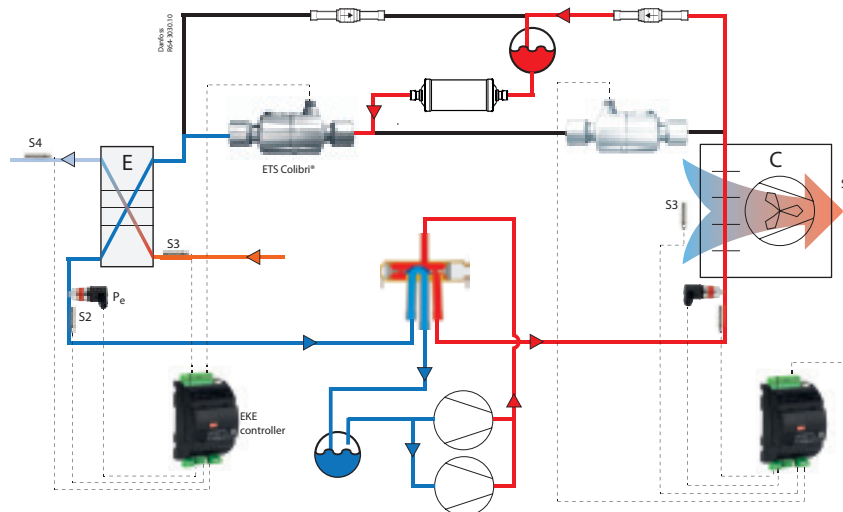 Danfoss
R64-3030.10
S4
E
ETS Colibri®
C
S3
S
S3
Pe
S2
EKE
controller